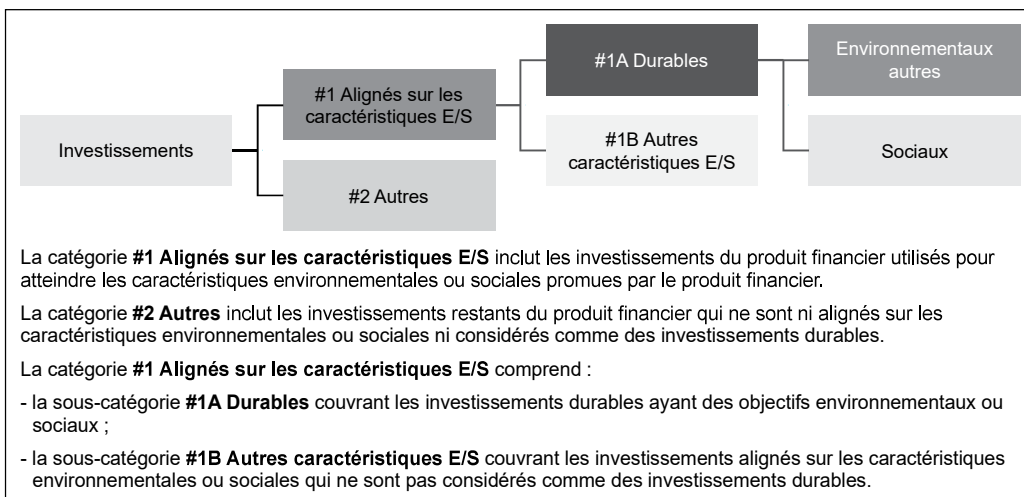 #1A Durables
Environnementaux
autres
#1 Alignés sur les
caractéristiques E/S
Investissements
#1B Autres
caractéristiques E/S
Sociaux
#2 Autres
La catégorie #1 Alignés sur les caractéristiques E/S inclut les investissements du produit financier utilisés pour
atteindre les caractéristiques environnementales ou sociales promues par le produit financier.
La catégorie #2 Autres inclut les investissements restants du produit financier qui ne sont ni alignés sur les
caractéristiques environnementales ou sociales ni considérés comme des investissements durables.
La catégorie #1 Alignés sur les caractéristiques E/S comprend :
- la sous-catégorie #1A Durables couvrant les investissements durables ayant des objectifs environnementaux ou
sociaux ;
- la sous-catégorie #1B Autres caractéristiques E/S couvrant les investissements alignés sur les caractéristiques
environnementales ou sociales qui ne sont pas considérés comme des investissements durables.